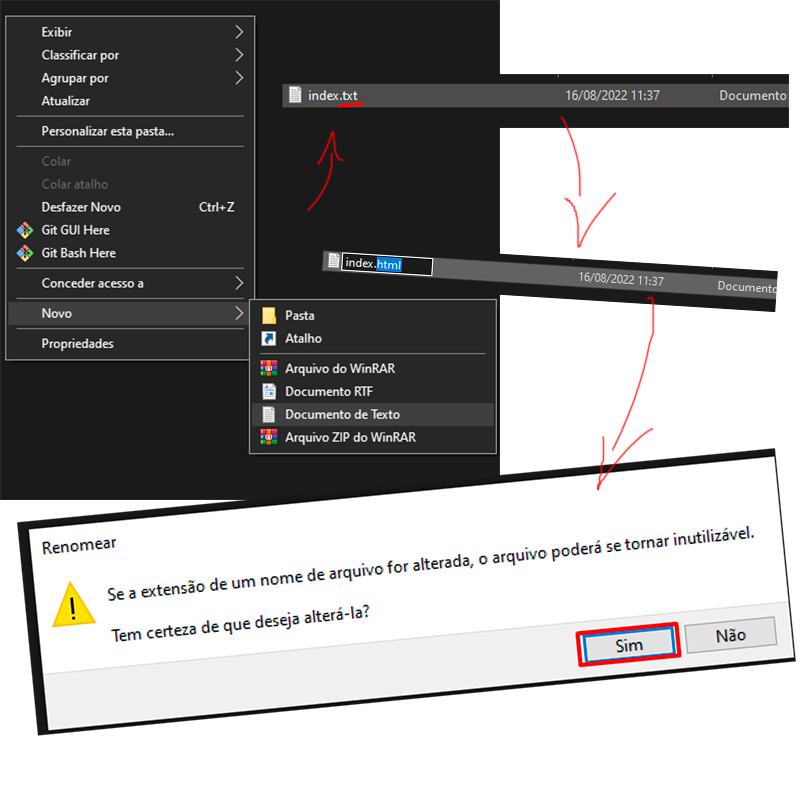 Exibir
Classificar por
Agrupar por
Atualizar
Personalizar esta pasta...
Colar
Colar atalho
Desfazer Novo Ctrl+Z
Git GUI Here
Git Bash Here
Conceder acesso a
Novo
Propriedades
Pasta
Atalho
Arquivo do WinRAR
Documento RTF
Documento de Texto
Arquivo ZIP do WinRAR
index.txt 16/08/2022 11:37 Documento
index.html 16/08/2022 11:37 Documento
Renomear
Se a extensão de um nome de arquivo for alterada, o arquivo poderá se tornar inutilizável.
Tem certeza de que deseja alterá-la?
Sim Não